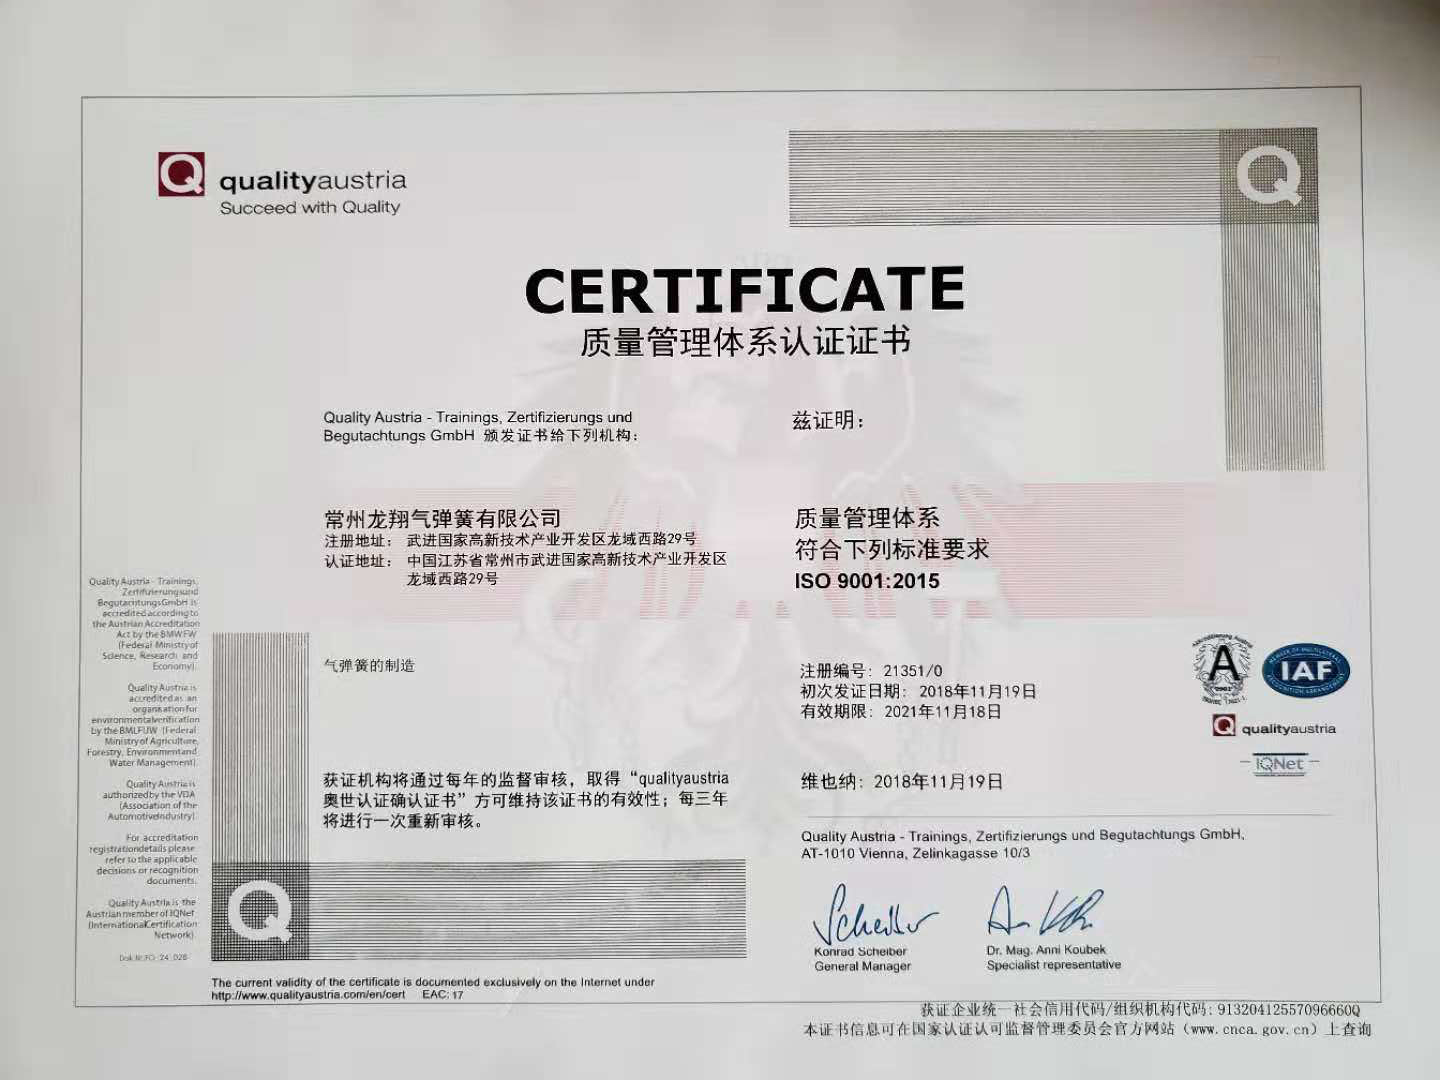 qualityaustria
Succeed with Quality
CERTIFICATE
质量管理体系认证证书
Quality Austria - Trainings, Zertifizierungs und
Begutachtungs GmbH 颁发证书给下列机构：
兹证明：
常州龙翔气弹簧有限公司
注册地址： 武进国家高新技术产业开发区龙域西路29号
认证地址： 中国江苏省常州市武进国家高新技术产业开发区
龙域西路29号
质量管理体系
符合下列标准要求
ISO 9001:2015
气弹簧的制造
注册编号：21351/0
初次发证日期：2018年11月19日
有效期限：2021年11月18日
IAF
qualityaustria
IQNet
获证机构将通过每年的监督审核，取得“qualityaustria
奥世认证确认证书”方可维持该证书的有效性；每三年
将进行一次重新审核。
维也纳：2018年11月19日
Quality Austria - Trainings, Zertifizierungs und Begutachtungs GmbH,
AT-1010 Vienna, Zelinkagasse 10/3
Konrad Scheiber
General Manager
Dr. Mag. Anni Koubek
Specialist representative
Quality Austria - Trainings,
Zertifizierungs und
Begutachtungs GmbH is
accredited according to
the Austrian Accreditation
Act by the BMWFW
(Federal Ministry of
Science, Research and
Economy).
Quality Austria is
accredited as an
organisation for
environmental verification
by the BMLFUW (Federal
Ministry of Agriculture,
Forestry, Environment and
Water Management).
Quality Austria is
authorized by the VDA
(Association of the
Automotive Industry)
For accreditation
registration details please
refer to the applicable
decisions or recognition
documents.
Quality Austria is the
Austrian member of IQNet
(International Certification
Network)
Dok.Nr.FO_24_028
The current validity of the certificate is documented exclusively on the Internet under
http://www.qualityaustria.com/en/cert EAC: 17
获证企业统一社会信用代码/组织机构代码：9132041255709666​0Q
本证书信息可在国家认证认可监督管理委员会官方网站（www.cnca.gov.cn）上查询